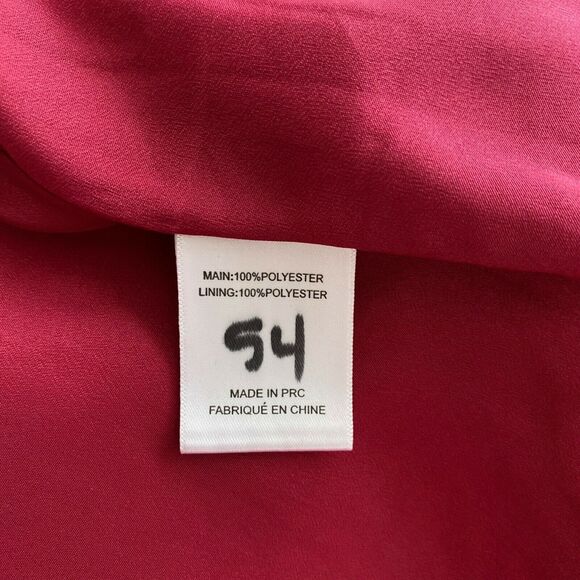 MAIN:100%POLYESTER
LINING:100%POLYESTER
54
MADE IN PRC
FABRIQUÉ EN CHINE